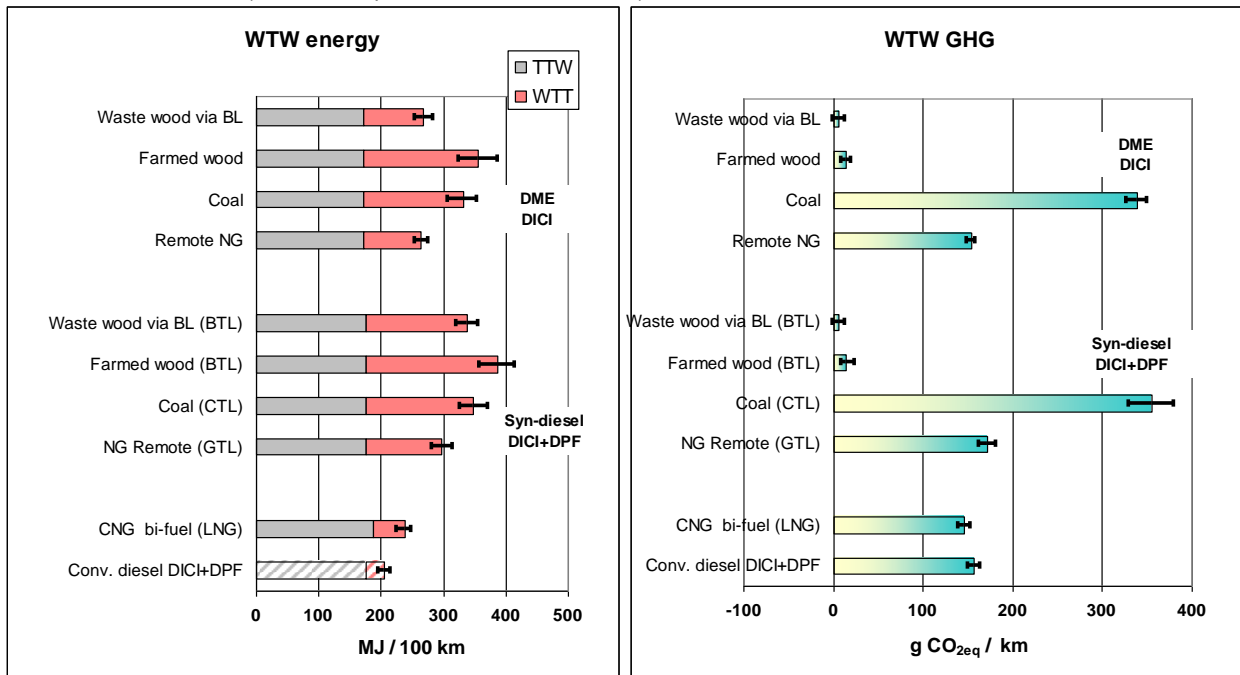 WTW energy
TTW
WTT
Waste wood via BL
Farmed wood
Coal
Remote NG
DME
DICI
Waste wood via BL (BTL)
Farmed wood (BTL)
Coal (CTL)
NG Remote (GTL)
Syn-diesel
DICI+DPF
CNG bi-fuel (LNG)
Conv. diesel DICI+DPF
0 100 200 300 400 500
MJ / 100 km
WTW GHG
Waste wood via BL
Farmed wood
Coal
Remote NG
DME
DICI
Waste wood via BL (BTL)
Farmed wood (BTL)
Coal (CTL)
NG Remote (GTL)
Syn-diesel
DICI+DPF
CNG bi-fuel (LNG)
Conv. diesel DICI+DPF
-100 0 100 200 300 400
g CO2eq / km